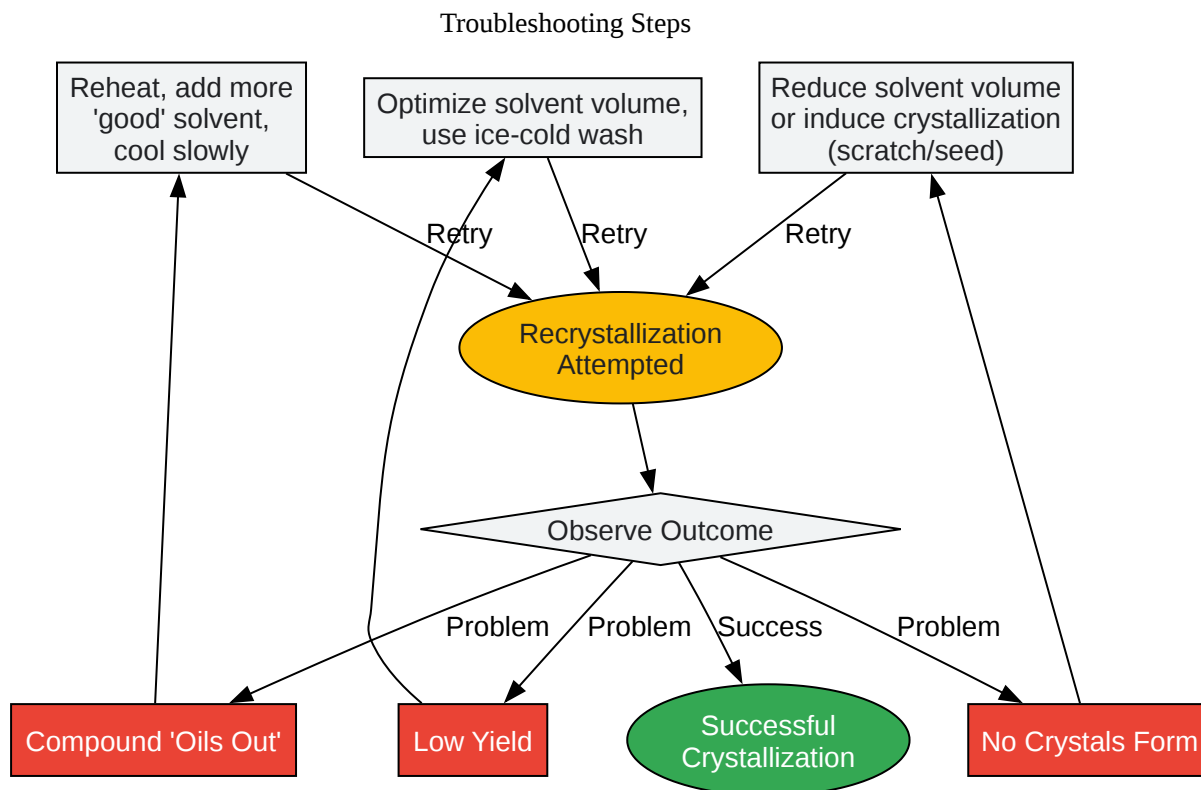 Troubleshooting Steps
Reheat, add more
'good' solvent,
cool slowly
Optimize solvent volume,
use ice-cold wash
Reduce solvent volume
or induce crystallization
(scratch/seed)
Retry
Retry
Retry
Recrystallization
Attempted
Observe Outcome
Problem
Problem
Success
Problem
Compound 'Oils Out'
Low Yield
Successful
Crystallization
No Crystals Form